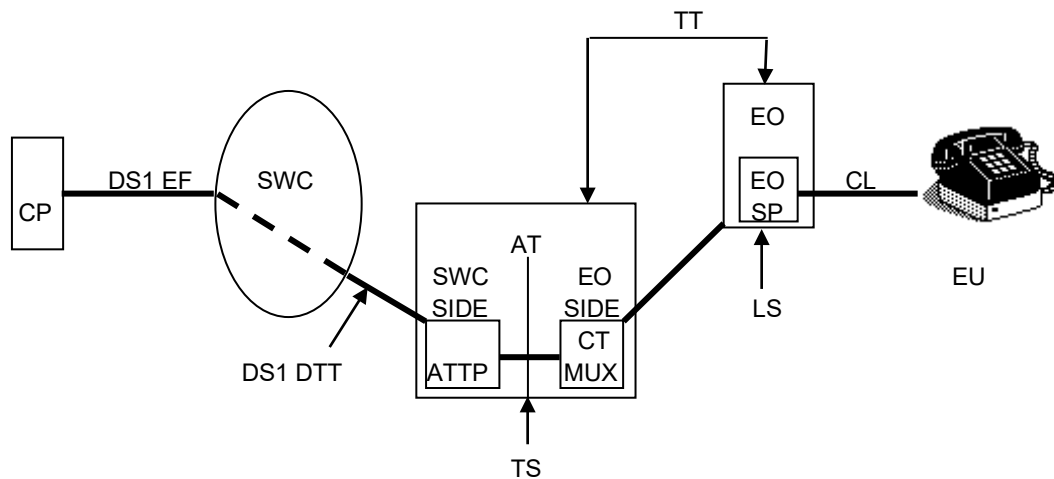 TT
EO
CP
DS1 EF
SWC
EO
SP
CL
EU
AT
SWC
SIDE
EO
SIDE
LS
DS1 DTT
ATTP
CT
MUX
TS